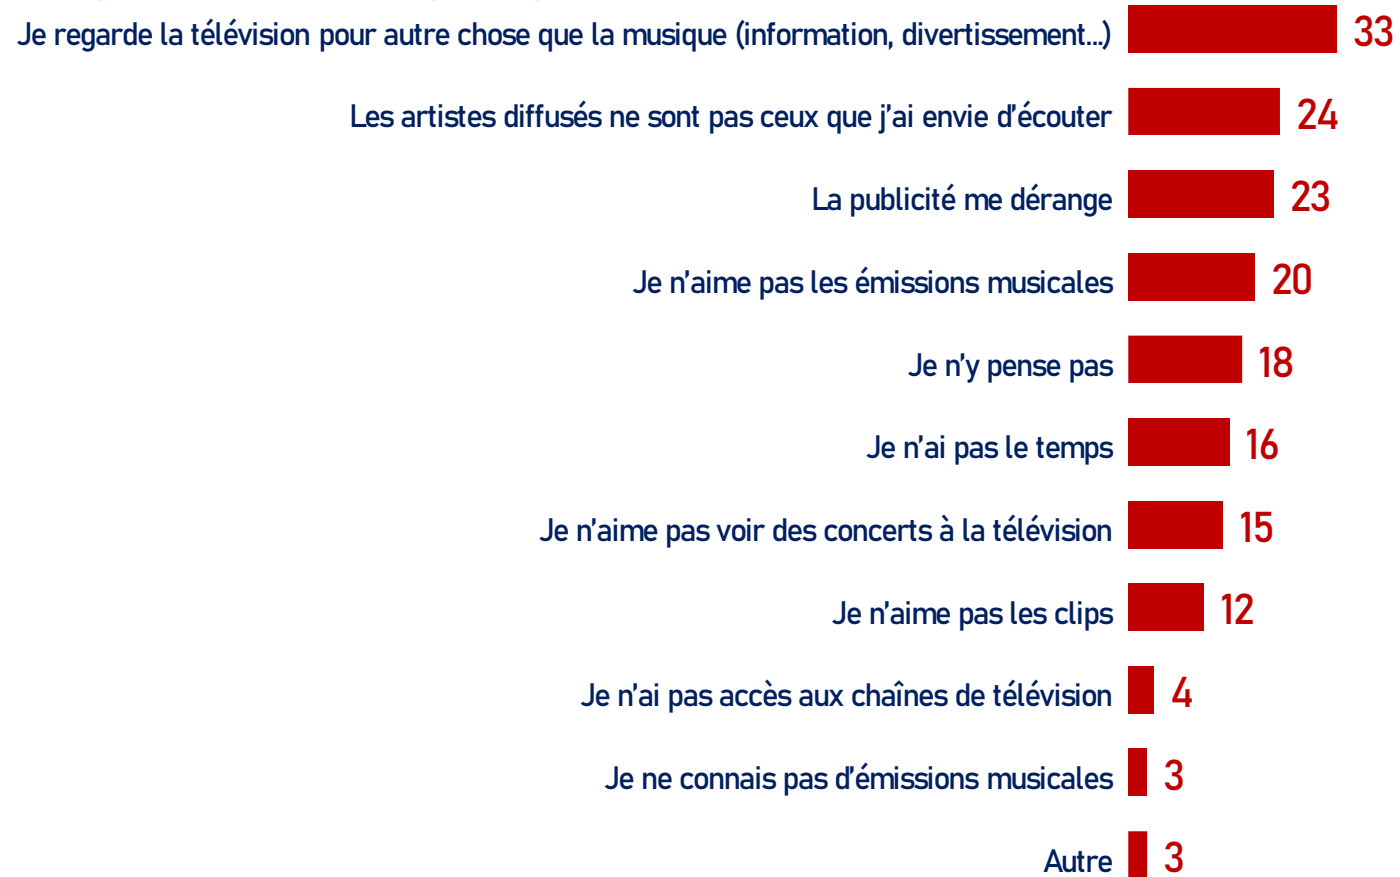 Je regarde la télévision pour autre chose que la musique (information, divertissement...) 33
Les artistes diffusés ne sont pas ceux que j'ai envie d'écouter 24
La publicité me dérange 23
Je n'aime pas les émissions musicales 20
Je n'y pense pas 18
Je n'ai pas le temps 16
Je n'aime pas voir des concerts à la télévision 15
Je n'aime pas les clips 12
Je n'ai pas accès aux chaînes de télévision 4
Je ne connais pas d'émissions musicales 3
Autre 3